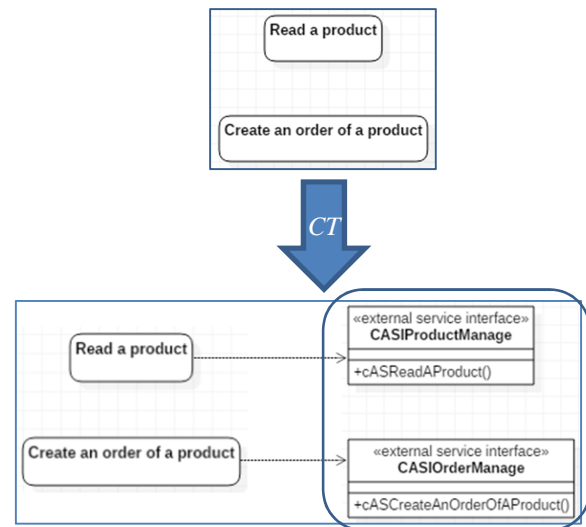 Read a product
Create an order of a product
CT
«external service interface»
CASIProductManage
Read a product
+cASReadAProduct()
Create an order of a product
«external service interface»
CASIOrderManage
+cASCreateAnOrderOfAProduct()